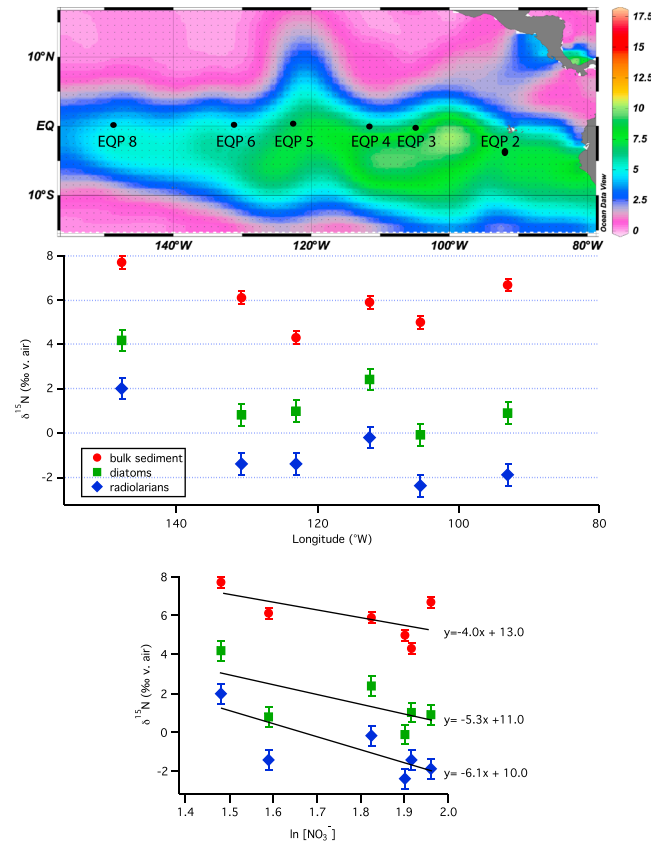 17.5
15
12.5
10
7.5
5
2.5
0
10°N
EQ
10°S
EQP 8
EQP 6
EQP 5
EQP 4
EQP 3
EQP 2
Ocean Data View
140°W
120°W
100°W
80°W
8
6
4
2
0
-2
δ¹⁵N (‰ v. air)
bulk sediment
diatoms
radiolarians
140
120
100
80
Longitude (°W)
8
6
4
2
0
-2
δ¹⁵N (‰ v. air)
y=-4.0x + 13.0
y=-5.3x +11.0
y= -6.1x + 10.0
1.4
1.5
1.6
1.7
1.8
1.9
2.0
ln [NO₃⁻]